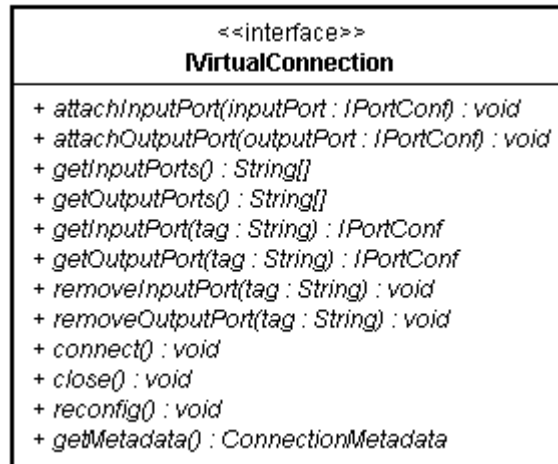 <<interface>>
IVirtualConnection
+ attachInputPort(inputPort : IPortConf) : void
+ attachOutputPort(outputPort : IPortConf) : void
+ getInputPorts() : String[]
+ getOutputPorts() : String[]
+ getInputPort(tag : String) : IPortConf
+ getOutputPort(tag : String) : IPortConf
+ removeInputPort(tag : String) : void
+ removeOutputPort(tag : String) : void
+ connect() : void
+ close() : void
+ reconfig() : void
+ getMetadata() : ConnectionMetadata